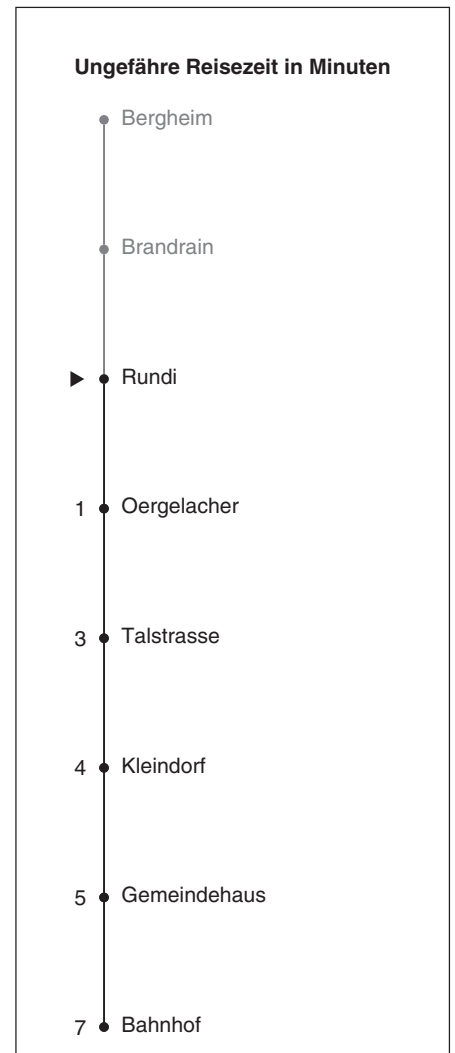 Ungefähre Reisezeit in Minuten
Bergheim
Brandrain
Rundi
1 Oergelacher
3 Talstrasse
4 Kleindorf
5 Gemeindehaus
7 Bahnhof